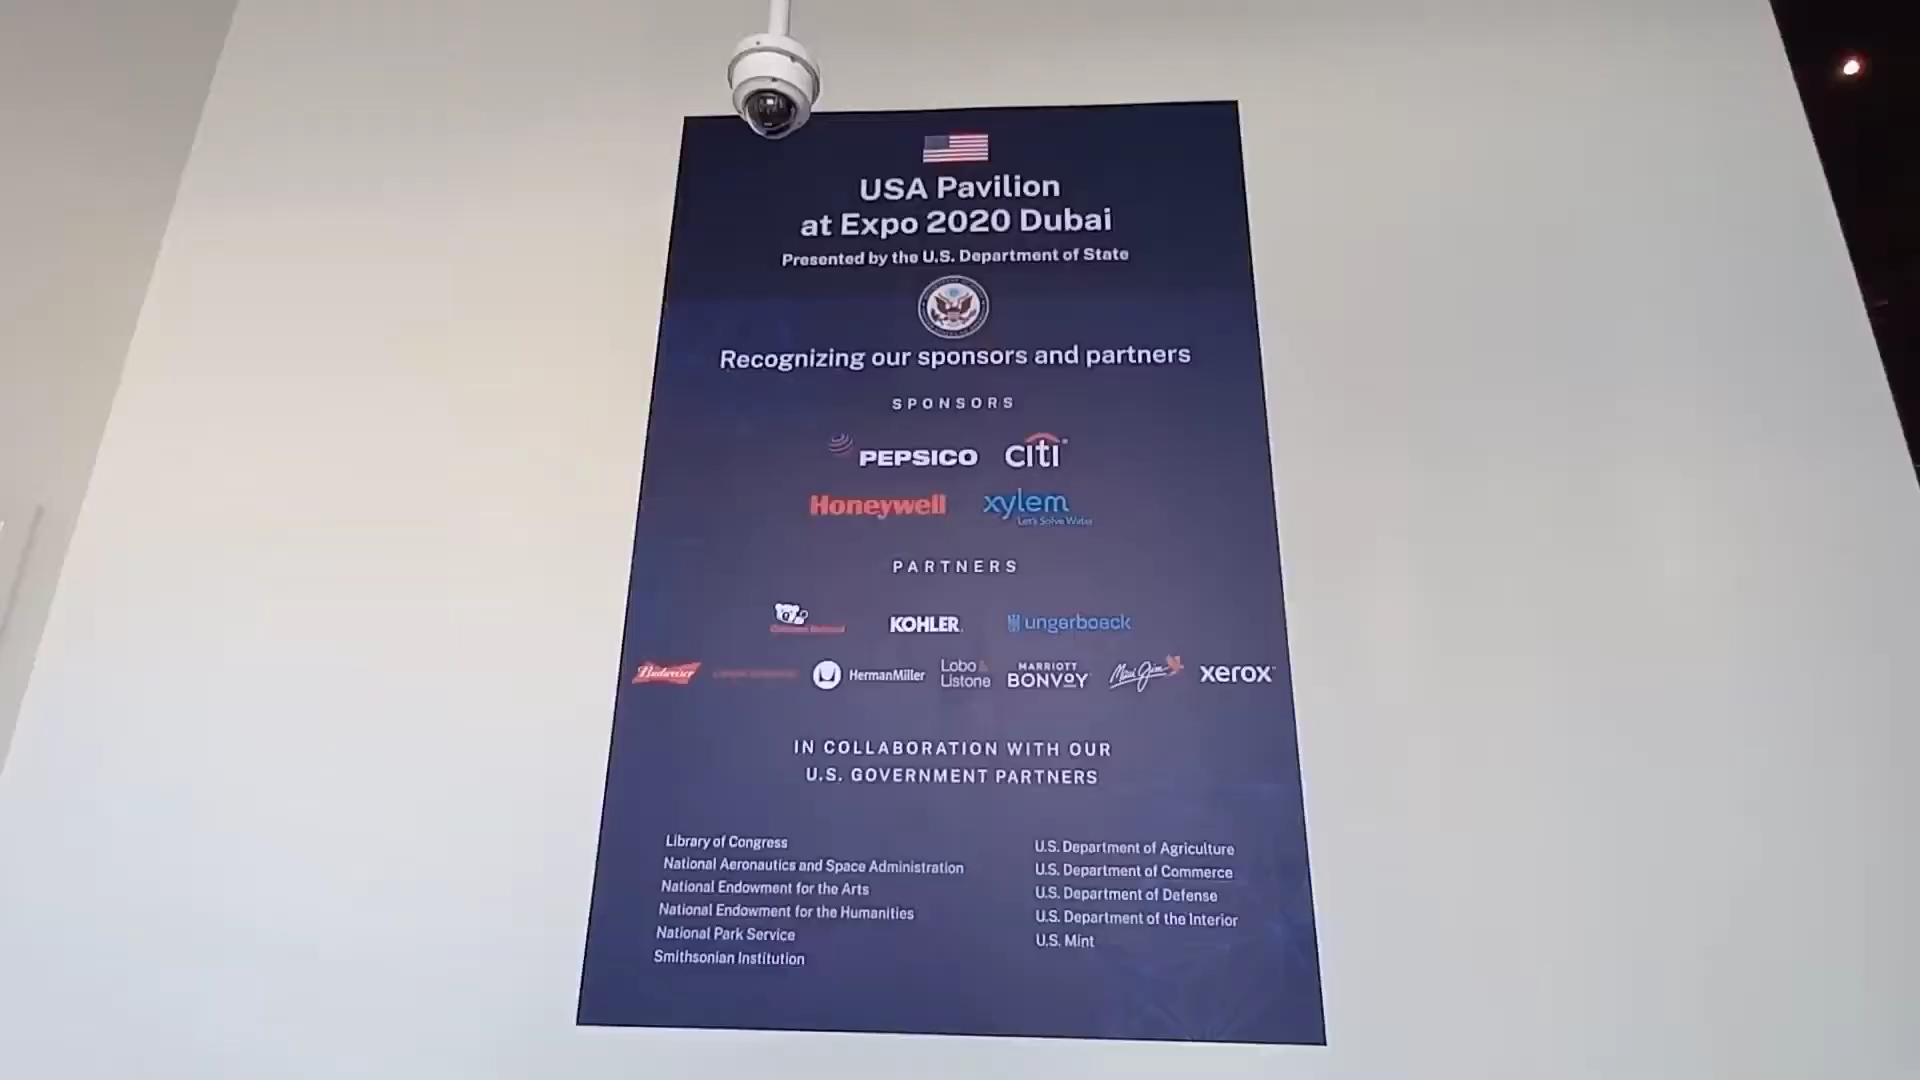 USA Pavilion
at Expo 2020 Dubai
Presented by the U.S. Department of State
Recognizing our sponsors and partners
SPONSORS
PEPSICO citi
Honeywell xylem
Let's Solve Water
PARTNERS
KOHLER ungerboeck
Budweiser HermanMiller Lobo & Listone MARRIOTT BONVOY Maui Jim xerox
IN COLLABORATION WITH OUR
U.S. GOVERNMENT PARTNERS
Library of Congress
National Aeronautics and Space Administration
National Endowment for the Arts
National Endowment for the Humanities
National Park Service
Smithsonian Institution
U.S. Department of Agriculture
U.S. Department of Commerce
U.S. Department of Defense
U.S. Department of the Interior
U.S. Mint